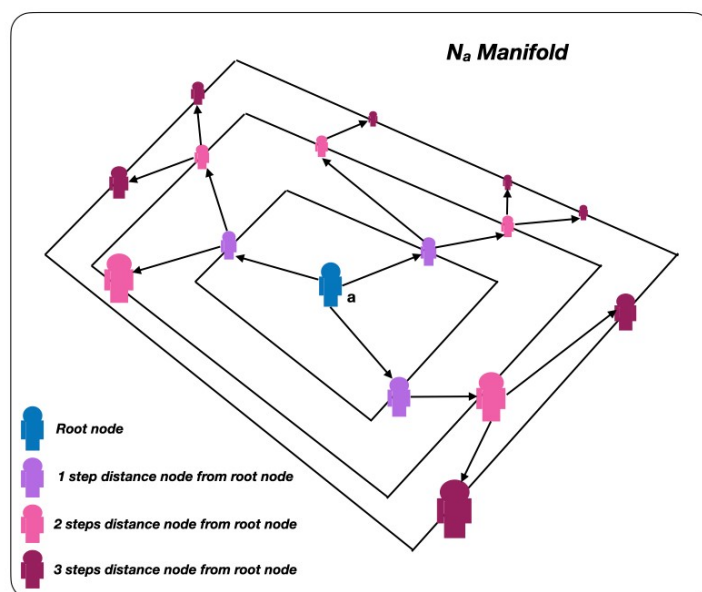 Nₐ Manifold
a
Root node
1 step distance node from root node
2 steps distance node from root node
3 steps distance node from root node